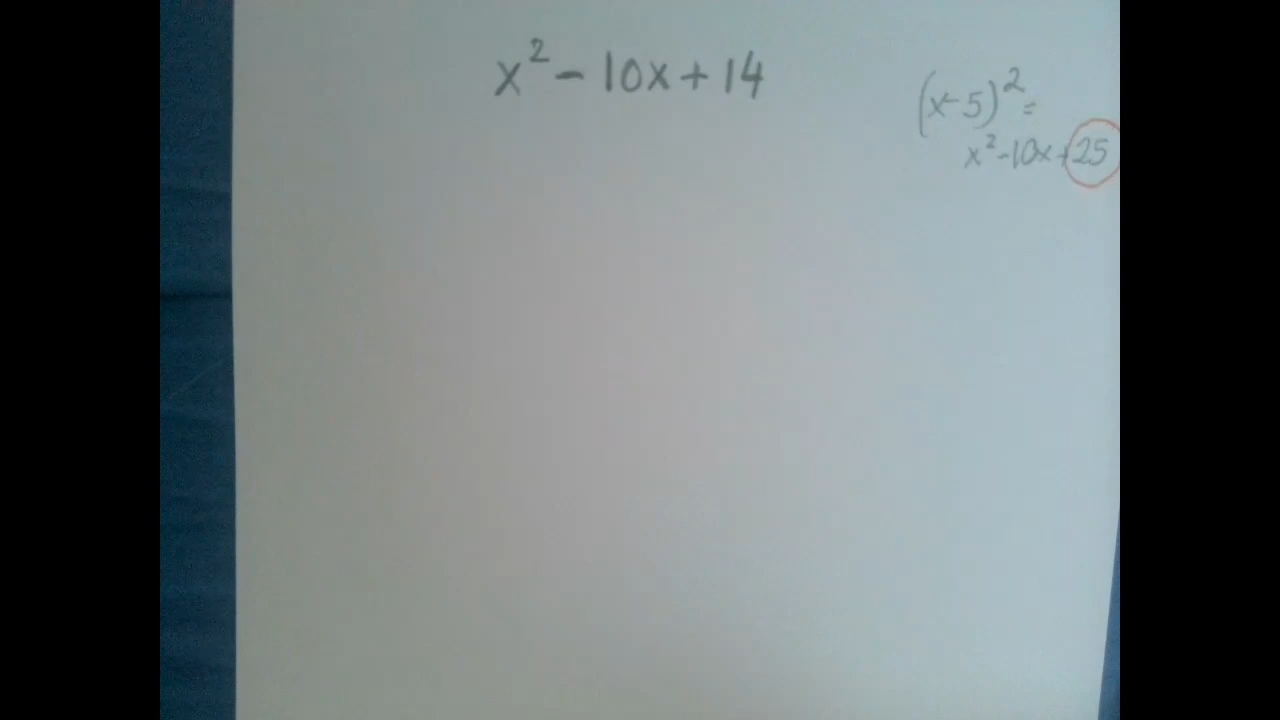 x² - 10x + 14
(x-5)² =
x² - 10x + 25